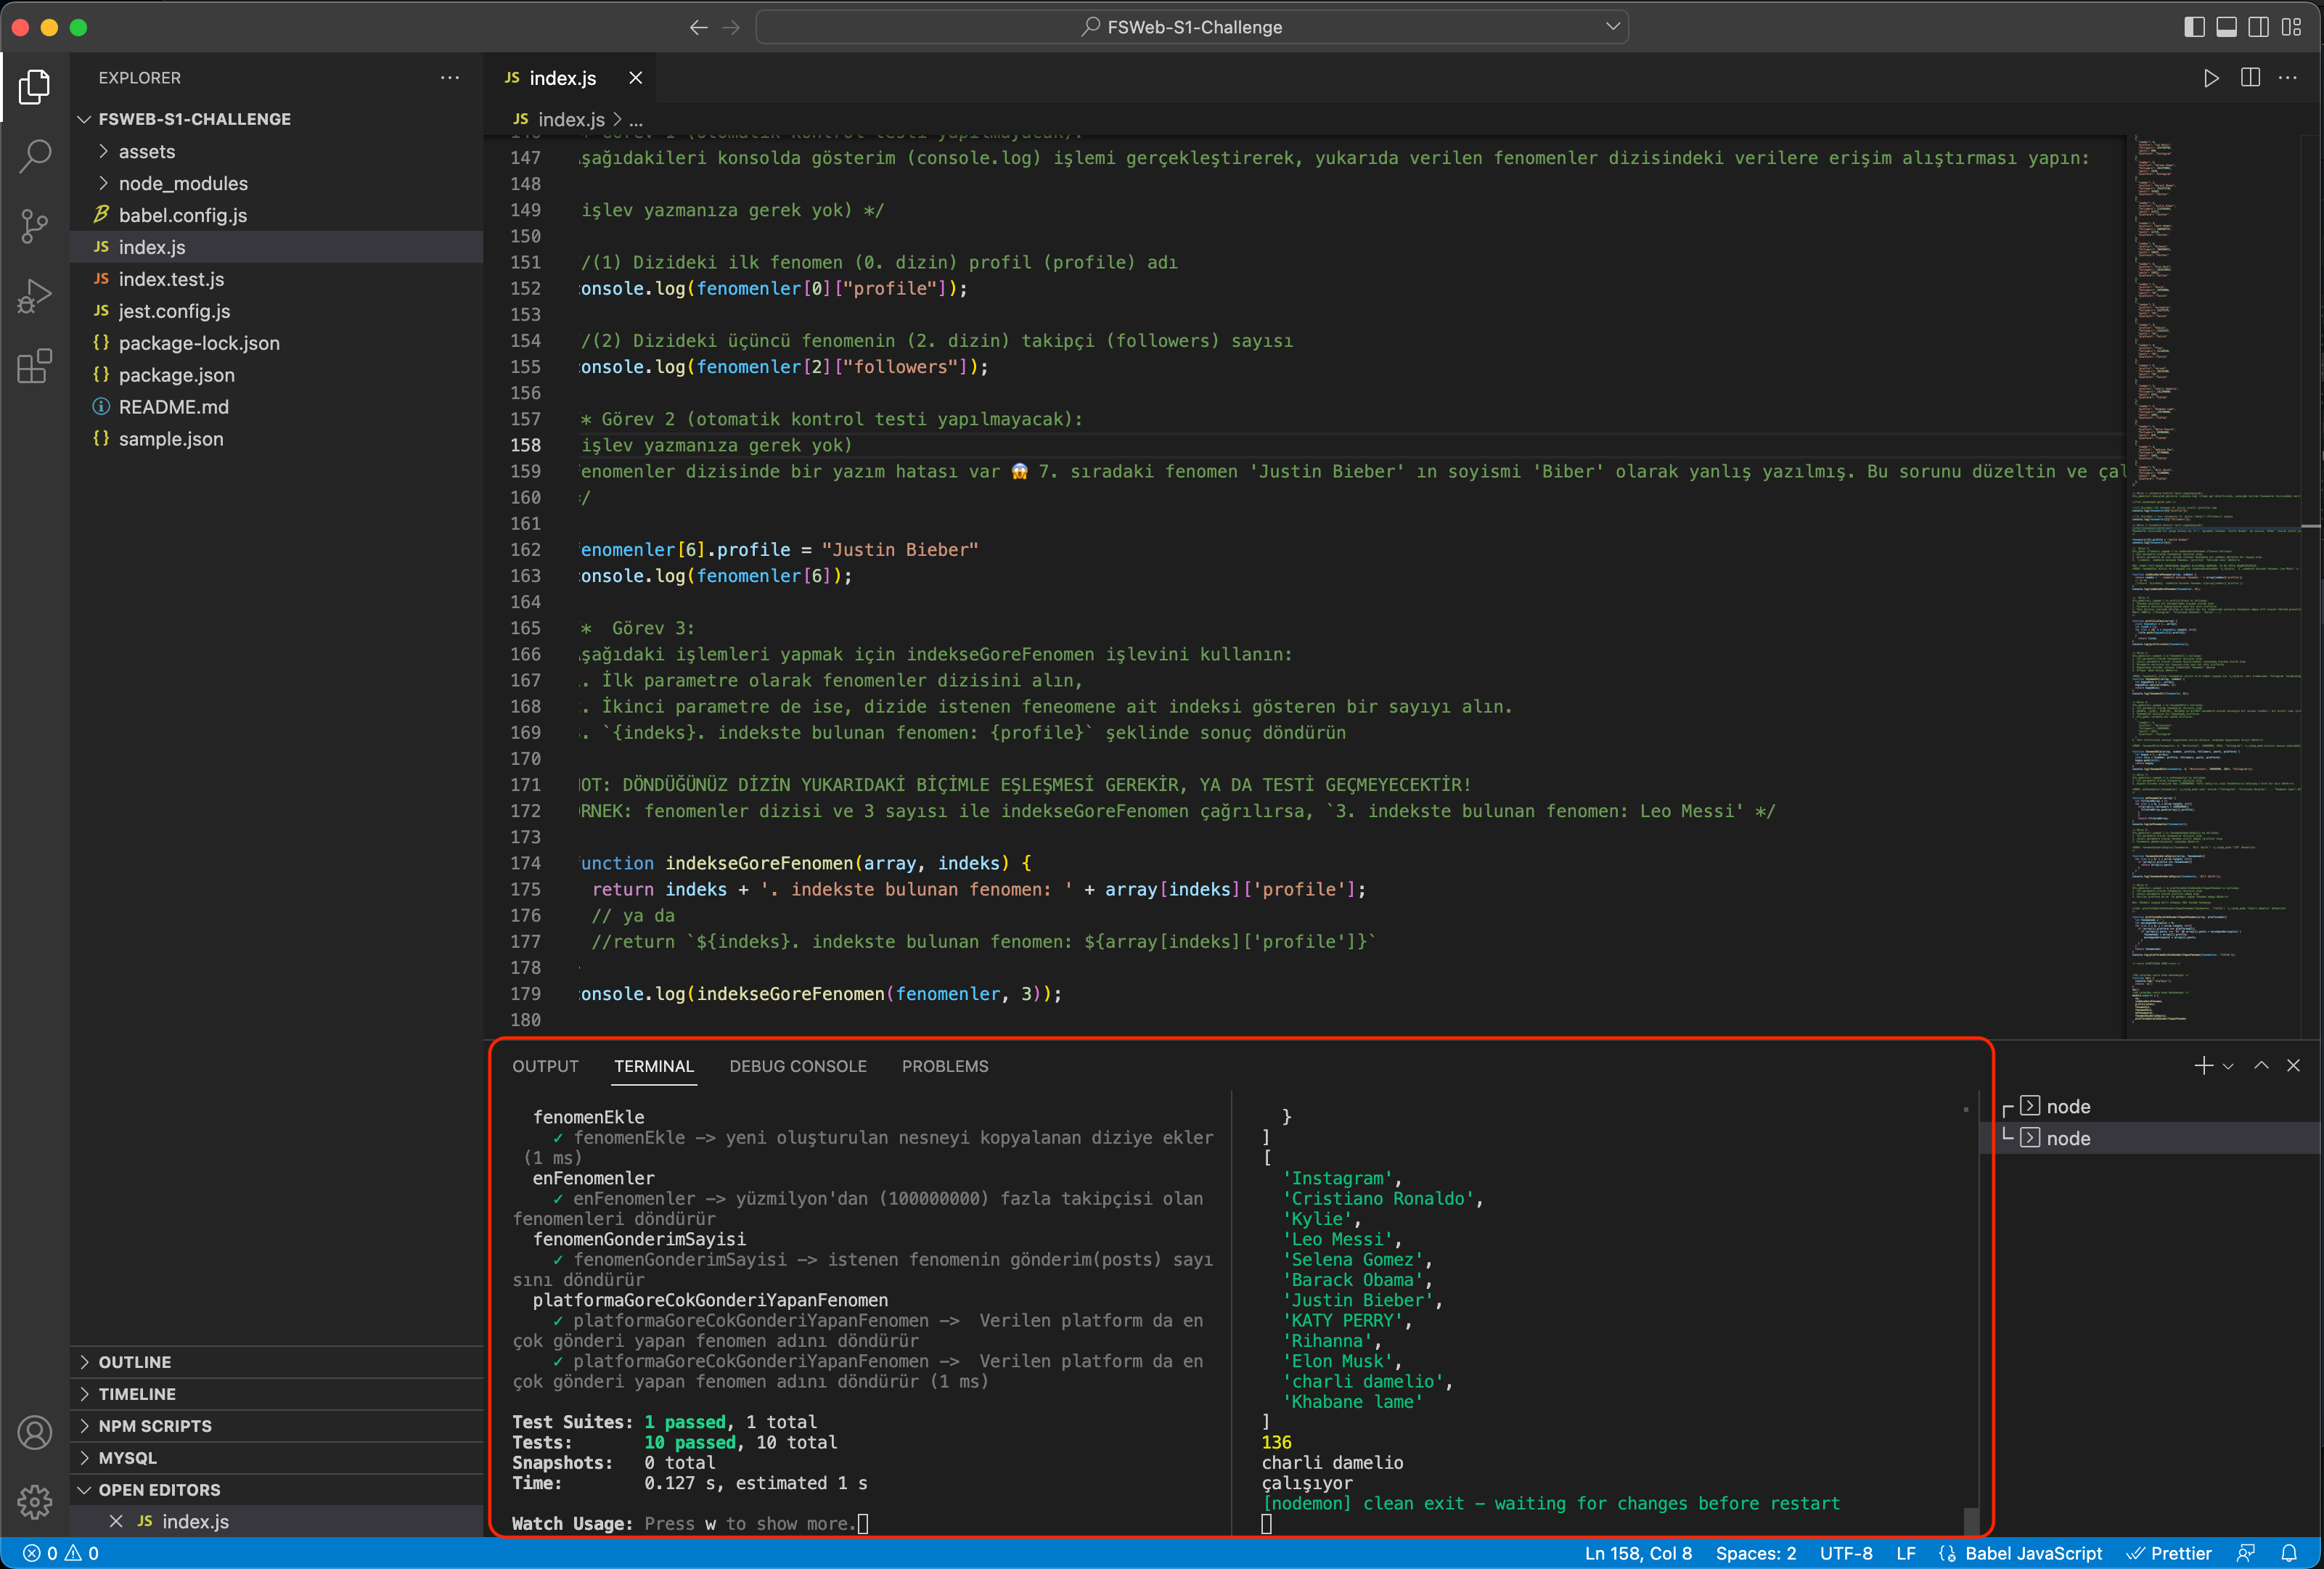 FSWeb-S1-Challenge
EXPLORER
FSWEB-S1-CHALLENGE
assets
node_modules
babel.config.js
JS index.js
JS index.test.js
JS jest.config.js
{} package-lock.json
{} package.json
README.md
{} sample.json
OUTLINE
TIMELINE
NPM SCRIPTS
MYSQL
OPEN EDITORS
JS index.js
JS index.js
JS index.js > ...
147 şağıdakileri konsolda gösterim (console.log) işlemi gerçekleştirerek, yukarıda verilen fenomenler dizisindeki verilere erişim alıştırması yapın:
148
149 işlev yazmanıza gerek yok) */
150
151 /(1) Dizideki ilk fenomen (0. dizin) profil (profile) adı
152 onsole.log(fenomenler[0]["profile"]);
153
154 /(2) Dizideki üçüncü fenomenin (2. dizin) takipçi (followers) sayısı
155 onsole.log(fenomenler[2]["followers"]);
156
157 * Görev 2 (otomatik kontrol testi yapılmayacak):
158 işlev yazmanıza gerek yok)
159 enomenler dizisinde bir yazım hatası var 😱 7. sıradaki fenomen 'Justin Bieber' ın soyismi 'Biber' olarak yanlış yazılmış. Bu sorunu düzeltin ve çal
160 /
161
162 enomenler[6].profile = "Justin Bieber"
163 onsole.log(fenomenler[6]);
164
165 *  Görev 3:
166 şağıdaki işlemleri yapmak için indekseGoreFenomen işlevini kullanın:
167 . İlk parametre olarak fenomenler dizisini alın,
168 . İkinci parametre de ise, dizide istenen feneomene ait indeksi gösteren bir sayıyı alın.
169 . `{indeks}. indekste bulunan fenomen: {profile}` şeklinde sonuç döndürün
170
171 OT: DÖNDÜĞÜNÜZ DİZİN YUKARIDAKİ BİÇİMLE EŞLEŞMESİ GEREKİR, YA DA TESTİ GEÇMEYECEKTİR!
172 RNEK: fenomenler dizisi ve 3 sayısı ile indekseGoreFenomen çağrılırsa, `3. indekste bulunan fenomen: Leo Messi' */
173
174 unction indekseGoreFenomen(array, indeks) {
175 return indeks + '. indekste bulunan fenomen: ' + array[indeks]['profile'];
176 // ya da
177 //return `${indeks}. indekste bulunan fenomen: ${array[indeks]['profile']}`
178
179 onsole.log(indekseGoreFenomen(fenomenler, 3));
180
OUTPUT TERMINAL DEBUG CONSOLE PROBLEMS
fenomenEkle
✓ fenomenEkle -> yeni oluşturulan nesneyi kopyalanan diziye ekler
(1 ms)
enFenomenler
✓ enFenomenler -> yüzmilyon'dan (100000000) fazla takipçisi olan
fenomenleri döndürür
fenomenGonderimSayisi
✓ fenomenGonderimSayisi -> istenen fenomenin gönderim(posts) sayı
sını döndürür
platformaGoreCokGonderiYapanFenomen
✓ platformaGoreCokGonderiYapanFenomen ->  Verilen platform da en
çok gönderi yapan fenomen adını döndürür
✓ platformaGoreCokGonderiYapanFenomen ->  Verilen platform da en
çok gönderi yapan fenomen adını döndürür (1 ms)
Test Suites: 1 passed, 1 total
Tests: 10 passed, 10 total
Snapshots: 0 total
Time: 0.127 s, estimated 1 s
Watch Usage: Press w to show more.
}
]
[
'Instagram',
'Cristiano Ronaldo',
'Kylie',
'Leo Messi',
'Selena Gomez',
'Barack Obama',
'Justin Bieber',
'KATY PERRY',
'Rihanna',
'Elon Musk',
'charli damelio',
'Khabane lame'
]
136
charli damelio
çalışıyor
[nodemon] clean exit - waiting for changes before restart
node
node
0 0
Ln 158, Col 8 Spaces: 2 UTF-8 LF Babel JavaScript Prettier